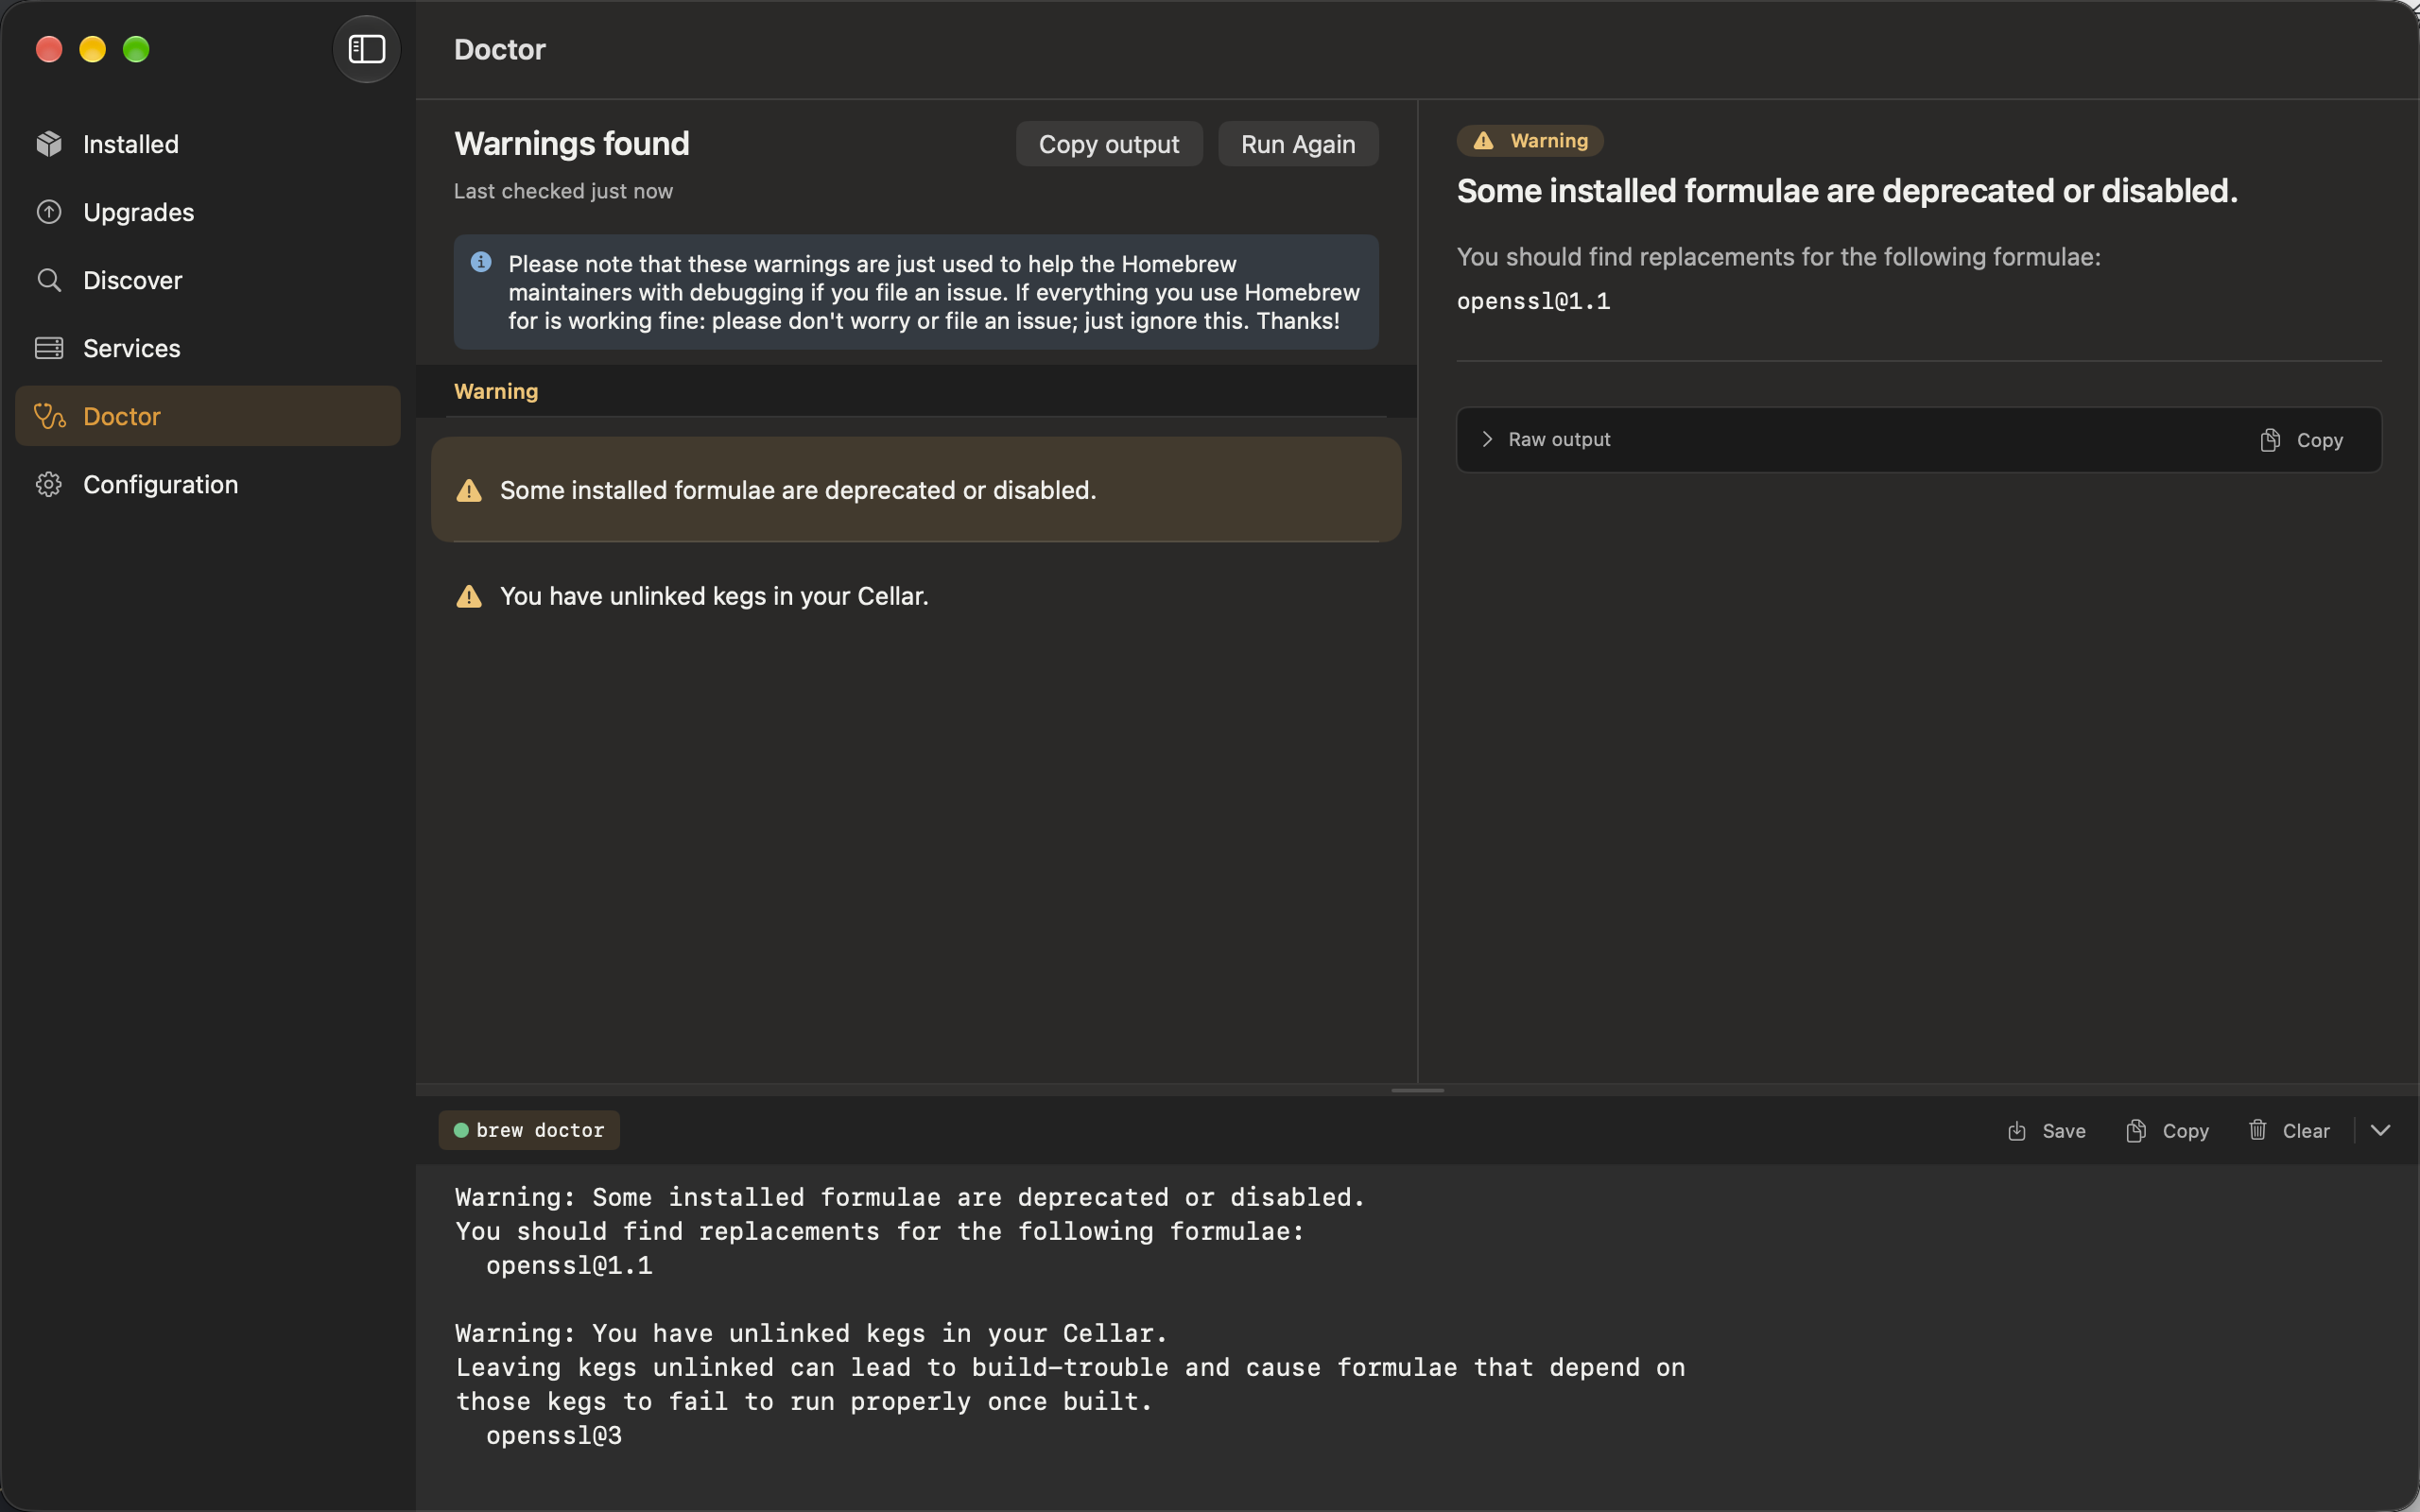 Doctor
Installed
Upgrades
Discover
Services
Doctor
Configuration
Warnings found
Copy output
Run Again
Last checked just now
Please note that these warnings are just used to help the Homebrew
maintainers with debugging if you file an issue. If everything you use Homebrew
for is working fine: please don't worry or file an issue; just ignore this. Thanks!
Warning
Some installed formulae are deprecated or disabled.
You have unlinked kegs in your Cellar.
Warning
Some installed formulae are deprecated or disabled.
You should find replacements for the following formulae:
openssl@1.1
Raw output
Copy
brew doctor
Save
Copy
Clear
Warning: Some installed formulae are deprecated or disabled.
You should find replacements for the following formulae:
  openssl@1.1
Warning: You have unlinked kegs in your Cellar.
Leaving kegs unlinked can lead to build-trouble and cause formulae that depend on
those kegs to fail to run properly once built.
  openssl@3